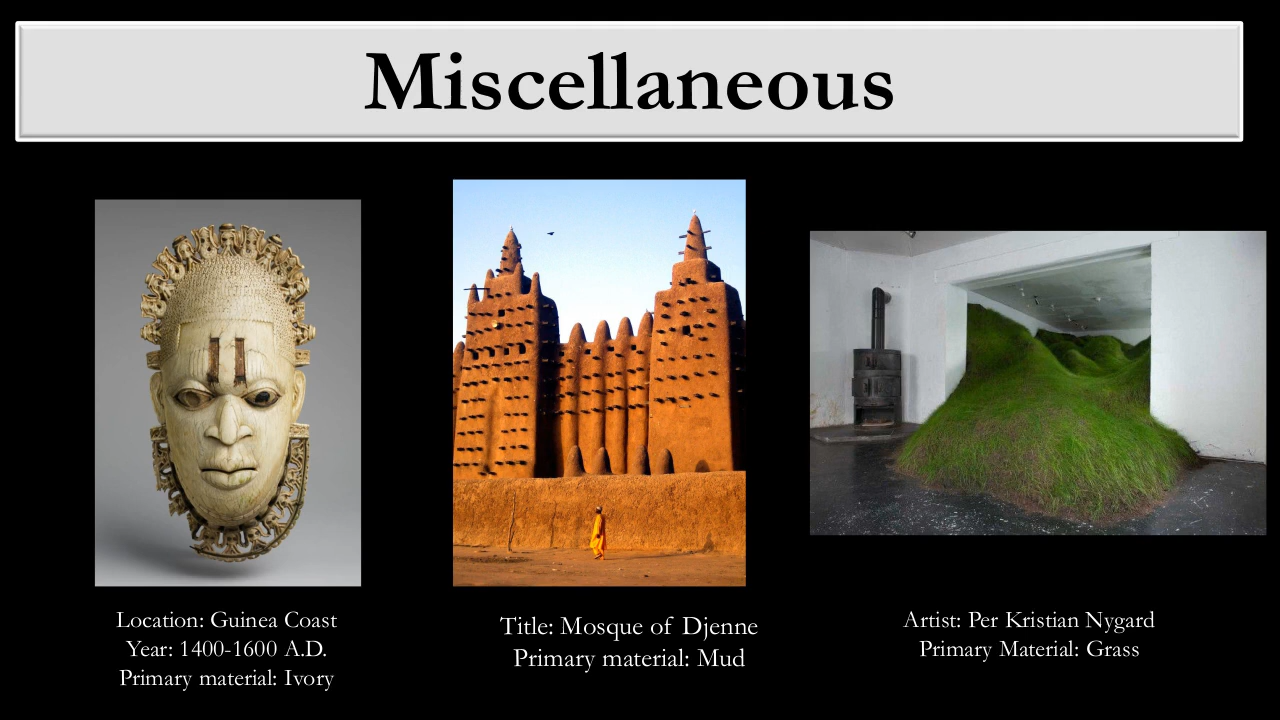 Miscellaneous
Location: Guinea Coast
Year: 1400-1600 A.D.
Primary material: Ivory
Title: Mosque of Djenne
Primary material: Mud
Artist: Per Kristian Nygard
Primary Material: Grass